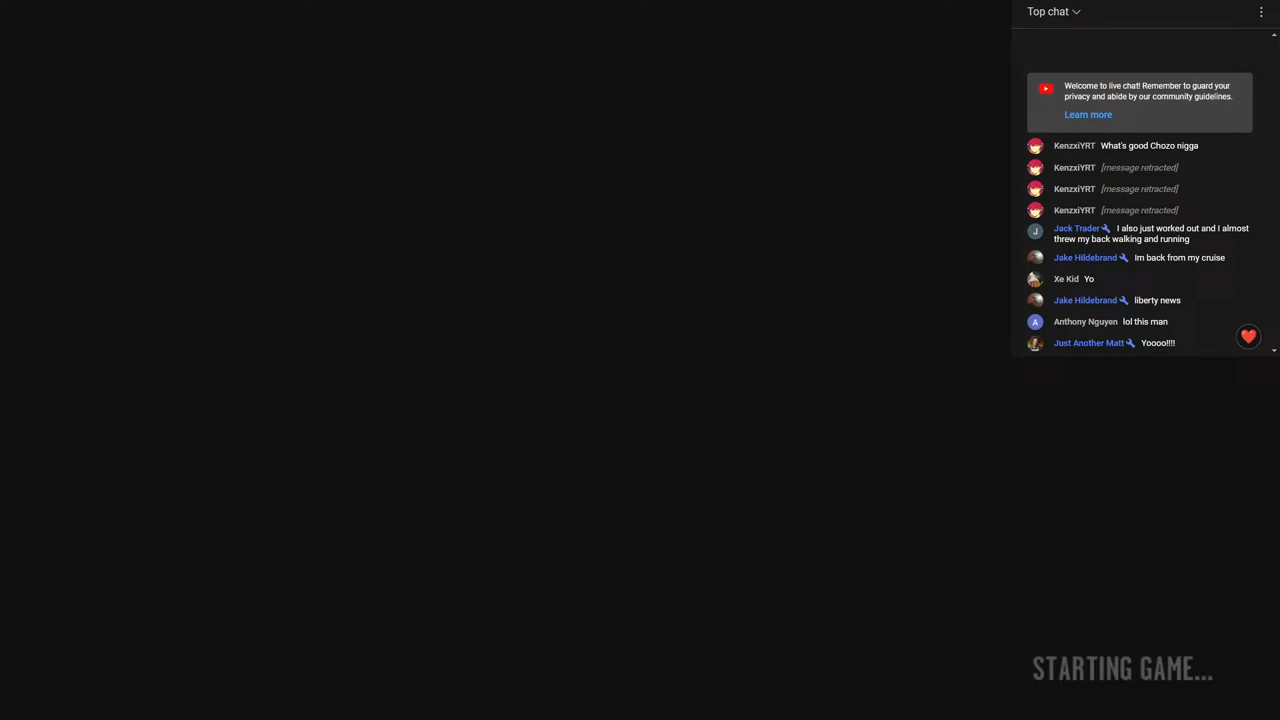 Top chat
Welcome to live chat! Remember to guard your
privacy and abide by our community guidelines.
Learn more
KenzxiYRT What's good Chozo nigga
KenzxiYRT [message retracted]
KenzxiYRT [message retracted]
KenzxiYRT [message retracted]
J Jack Trader I also just worked out and I almost
threw my back walking and running
Jake Hildebrand Im back from my cruise
Xe Kid Yo
Jake Hildebrand liberty news
A Anthony Nguyen lol this man
Just Another Matt Yoooo!!!!
STARTING GAME...